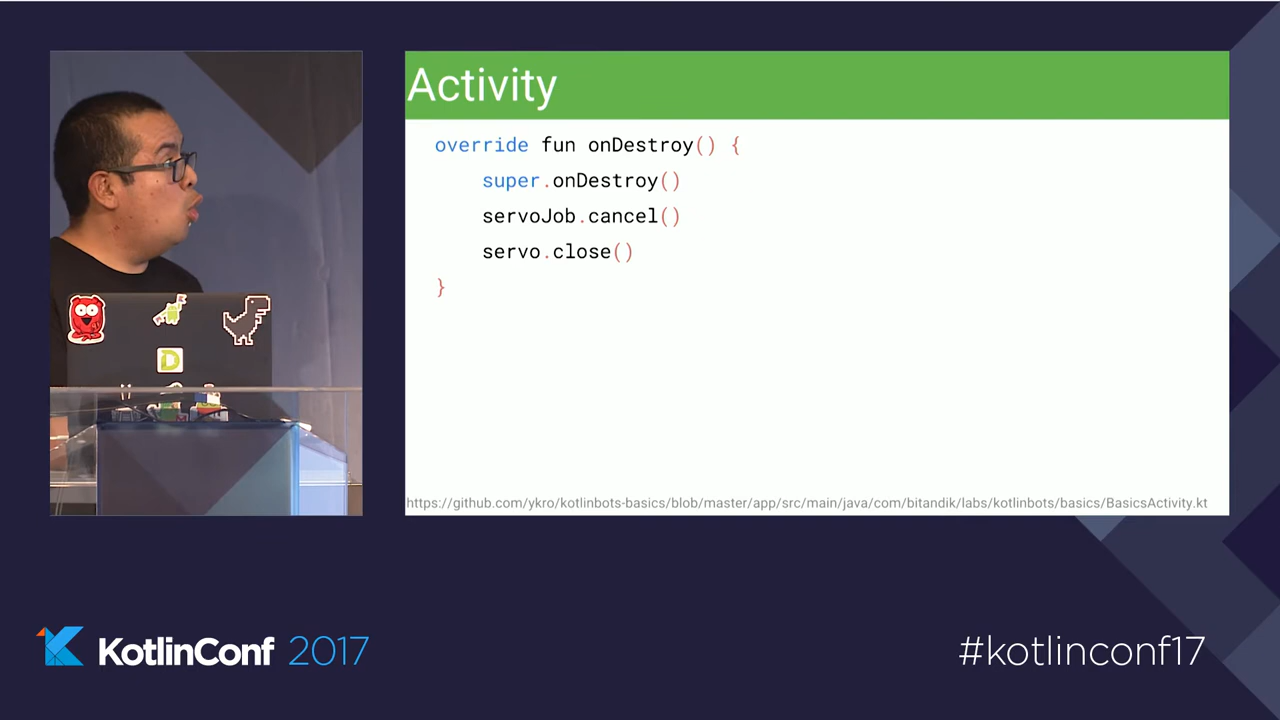 Activity
override fun onDestroy() {
super.onDestroy()
servoJob.cancel()
servo.close()
}
https://github.com/ykro/kotlinbots-basics/blob/master/app/src/main/java/com/bitandik/labs/kotlinbots/basics/BasicsActivity.kt
D
KotlinConf 2017
#kotlinconf17